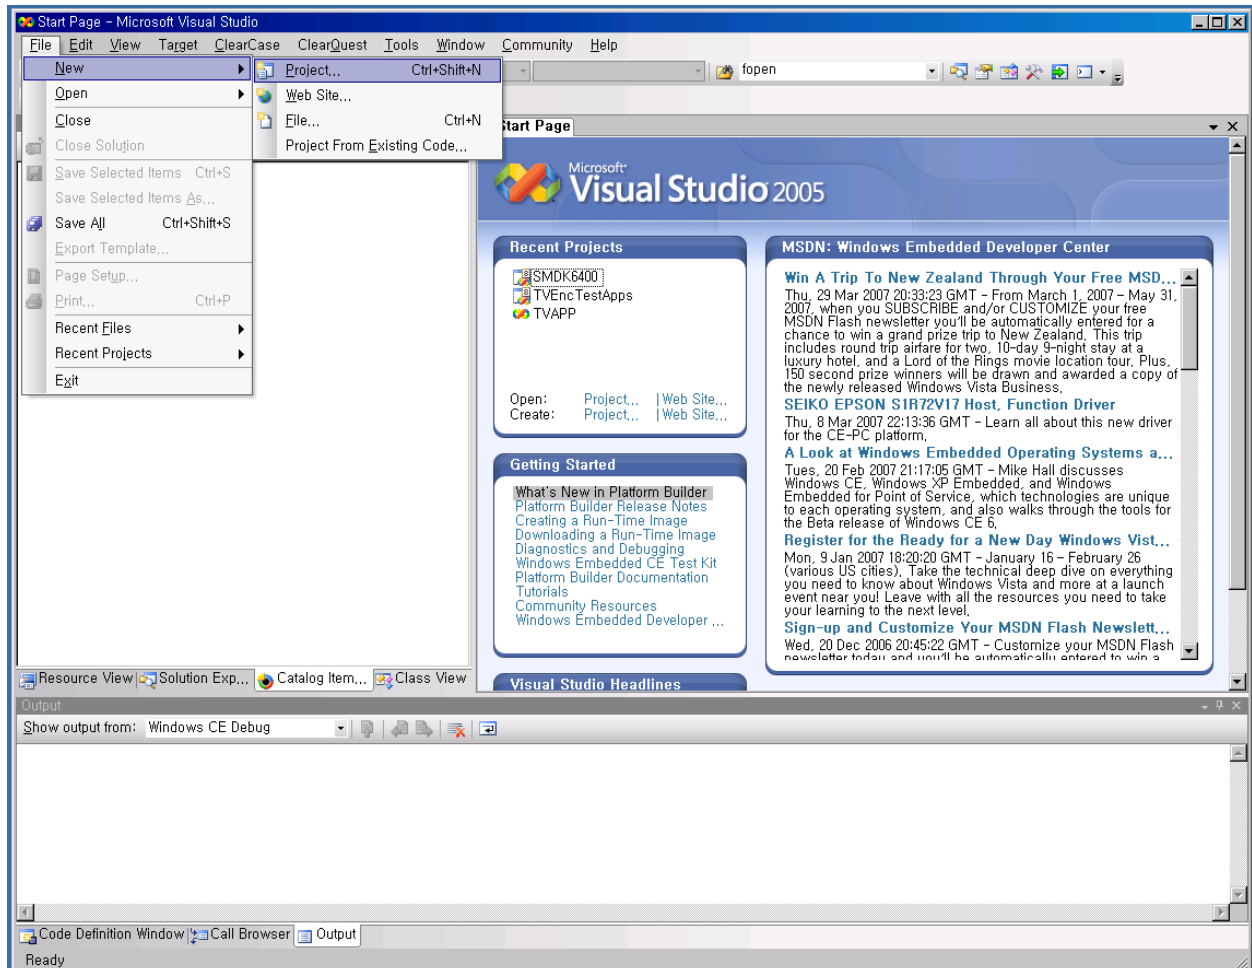 Start Page - Microsoft Visual Studio
File Edit View Target ClearCase ClearQuest Tools Window Community Help
New
Project... Ctrl+Shift+N
fopen
Open
Web Site...
Close
File... Ctrl+N
Close Solution
Project From Existing Code...
Start Page
Save Selected Items Ctrl+S
Save Selected Items As...
Save All Ctrl+Shift+S
Export Template...
Page Setup...
Print... Ctrl+P
Recent Files
Recent Projects
Exit
Microsoft
Visual Studio 2005
Recent Projects
SMDK6400
TVEncTestApps
TVAPP
Open: Project... | Web Site...
Create: Project... | Web Site...
Getting Started
What's New in Platform Builder
Platform Builder Release Notes
Creating a Run-Time Image
Downloading a Run-Time Image
Diagnostics and Debugging
Windows Embedded CE Test Kit
Platform Builder Documentation
Tutorials
Community Resources
Windows Embedded Developer ...
Visual Studio Headlines
MSDN: Windows Embedded Developer Center
Win A Trip To New Zealand Through Your Free MSD...
Thu, 29 Mar 2007 20:33:23 GMT - From March 1, 2007 - May 31,
2007, when you SUBSCRIBE and/or CUSTOMIZE your free
MSDN Flash newsletter you'll be automatically entered for a
chance to win a grand prize trip to New Zealand. This trip
includes round trip airfare for two, 10-day 9-night stay at a
luxury hotel, and a Lord of the Rings movie location tour. Plus,
150 second prize winners will be drawn and awarded a copy of
the newly released Windows Vista Business.
SEIKO EPSON S1R72V17 Host, Function Driver
Thu, 8 Mar 2007 22:13:36 GMT - Learn all about this new driver
for the CE-PC platform.
A Look at Windows Embedded Operating Systems a...
Tues, 20 Feb 2007 21:17:05 GMT - Mike Hall discusses
Windows CE, Windows XP Embedded, and Windows
Embedded for Point of Service, which technologies are unique
to each operating system, and also walks through the tools for
the Beta release of Windows CE 6.
Register for the Ready for a New Day Windows Vist...
Mon, 9 Jan 2007 18:20:20 GMT - January 16 - February 26
(various US cities). Take the technical deep dive on everything
you need to know about Windows Vista and more at a launch
event near you! Leave with all the resources you need to take
your learning to the next level.
Sign-up and Customize Your MSDN Flash Newslett...
Wed, 20 Dec 2006 20:45:22 GMT - Customize your MSDN Flash
newsletter today and you'll be automatically entered to win a
Resource View Solution Exp... Catalog Item... Class View
Output
Show output from: Windows CE Debug
Code Definition Window Call Browser Output
Ready